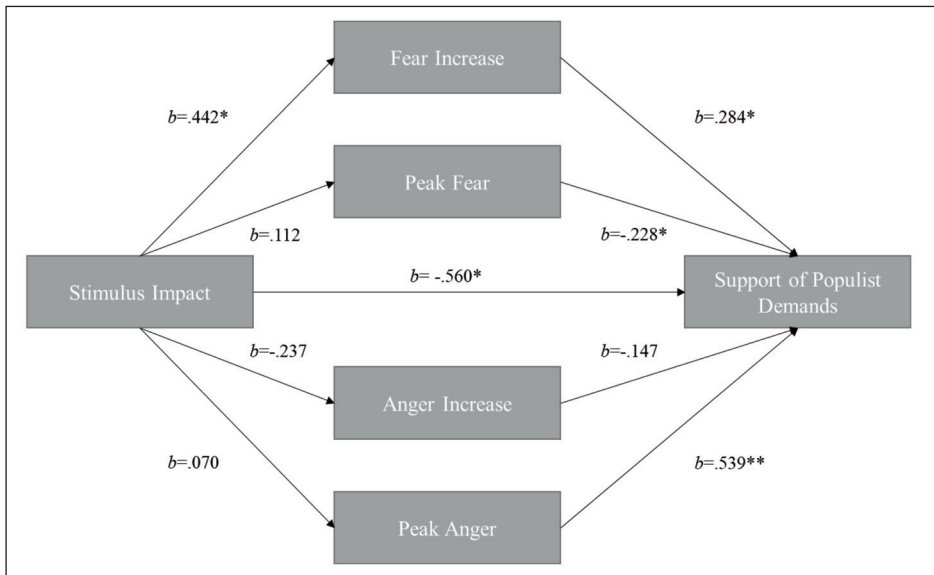 Fear Increase
b=.442*
b=.284*
Peak Fear
b=.112
b=-.228*
b= -.560*
Stimulus Impact
Support of Populist
Demands
b=-.237
b=-.147
Anger Increase
b=.070
b=.539**
Peak Anger